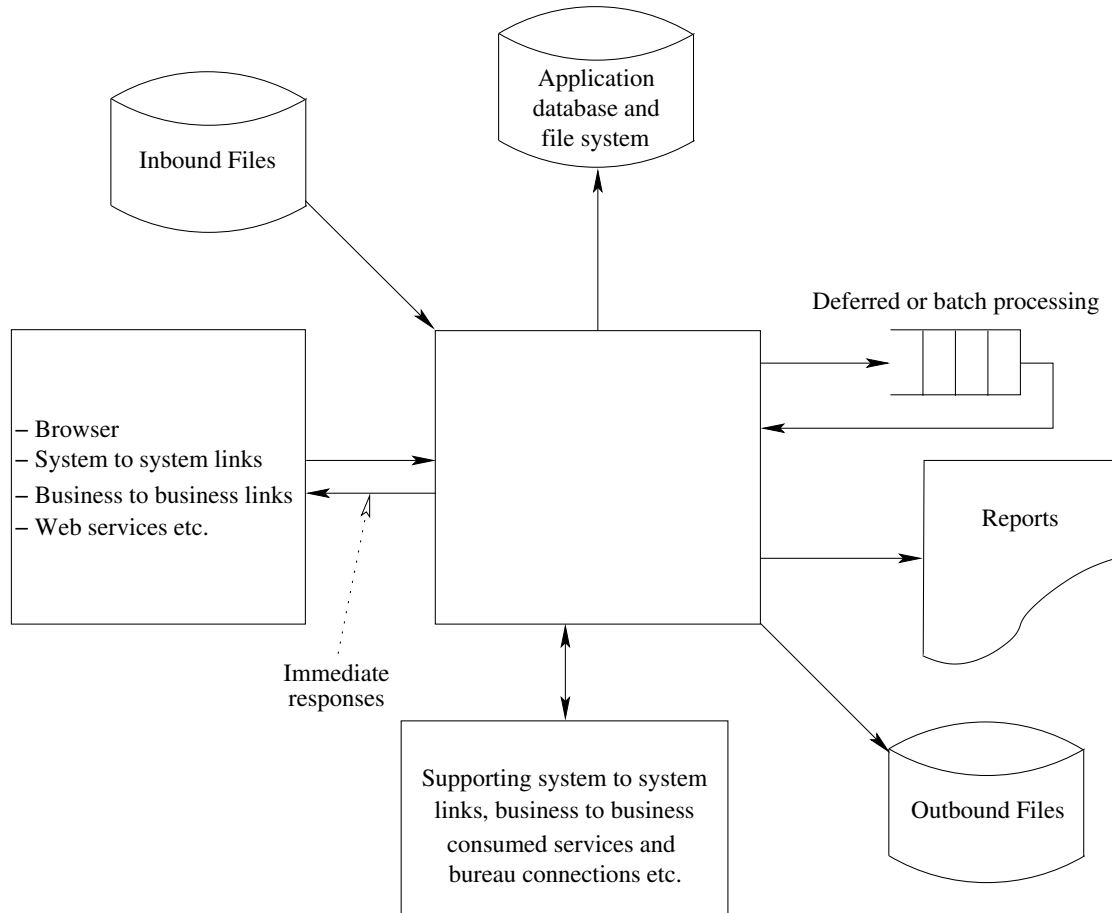 Application
database and
file system
Inbound Files
Deferred or batch processing
– Browser
– System to system links
– Business to business links
– Web services etc.
Reports
Immediate
responses
Supporting system to system
links, business to business
consumed services and
bureau connections etc.
Outbound Files